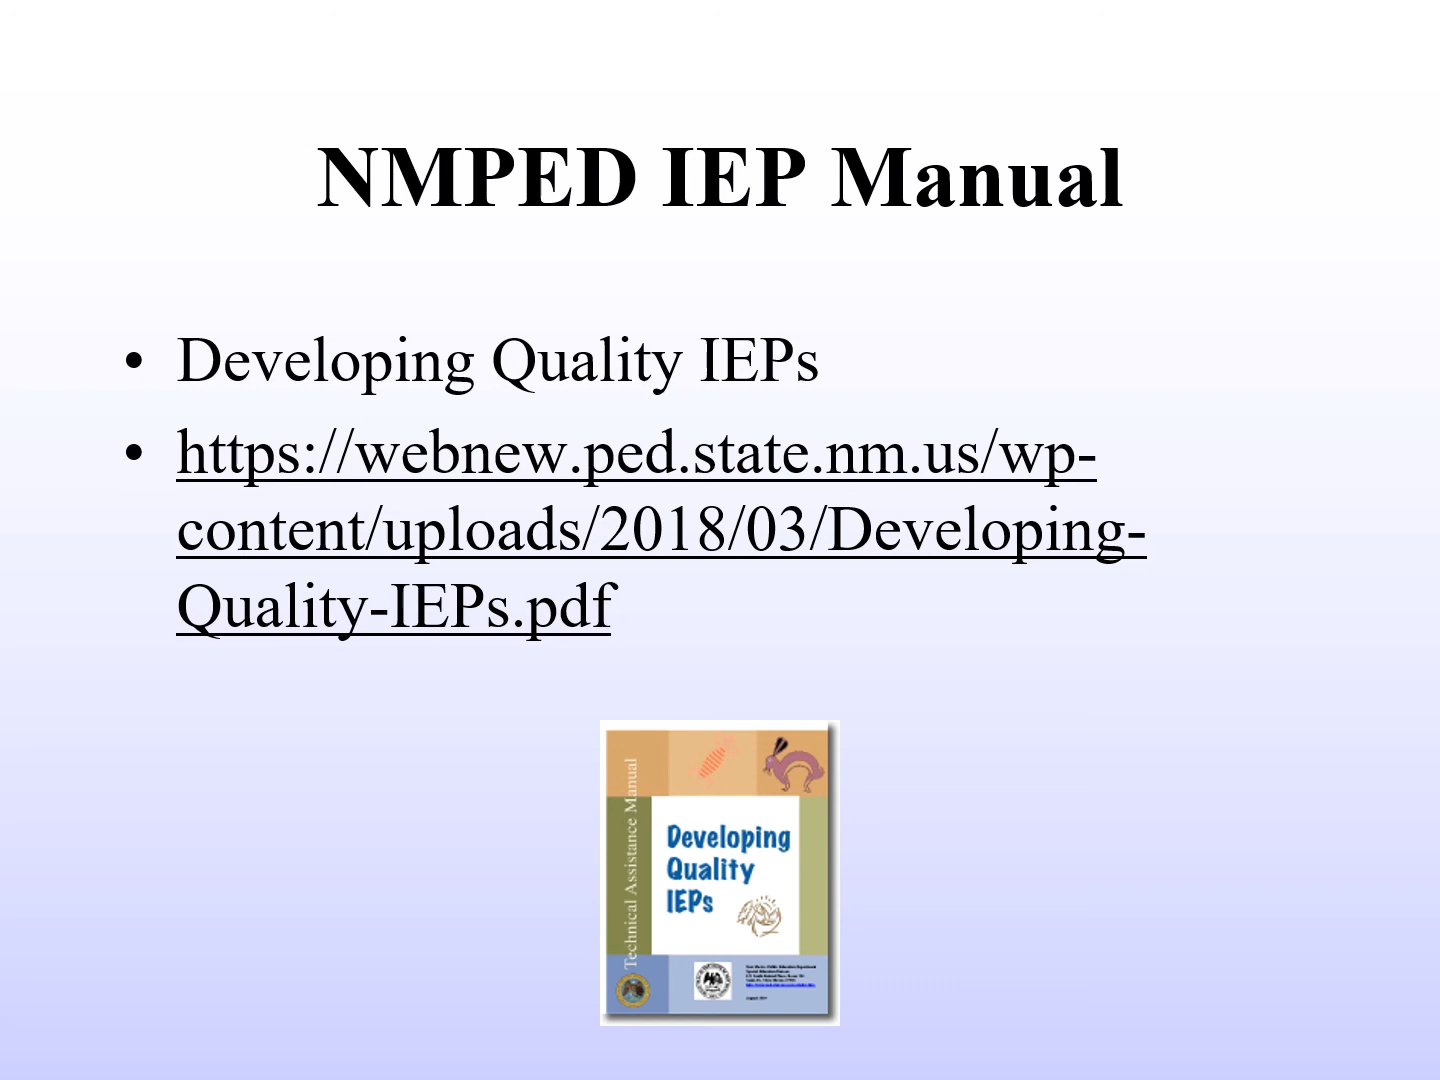 NMPED IEP Manual
• Developing Quality IEPs
• https://webnew.ped.state.nm.us/wp-
content/uploads/2018/03/Developing-
Quality-IEPs.pdf
Technical Assistance Manual
Developing
Quality
IEPs